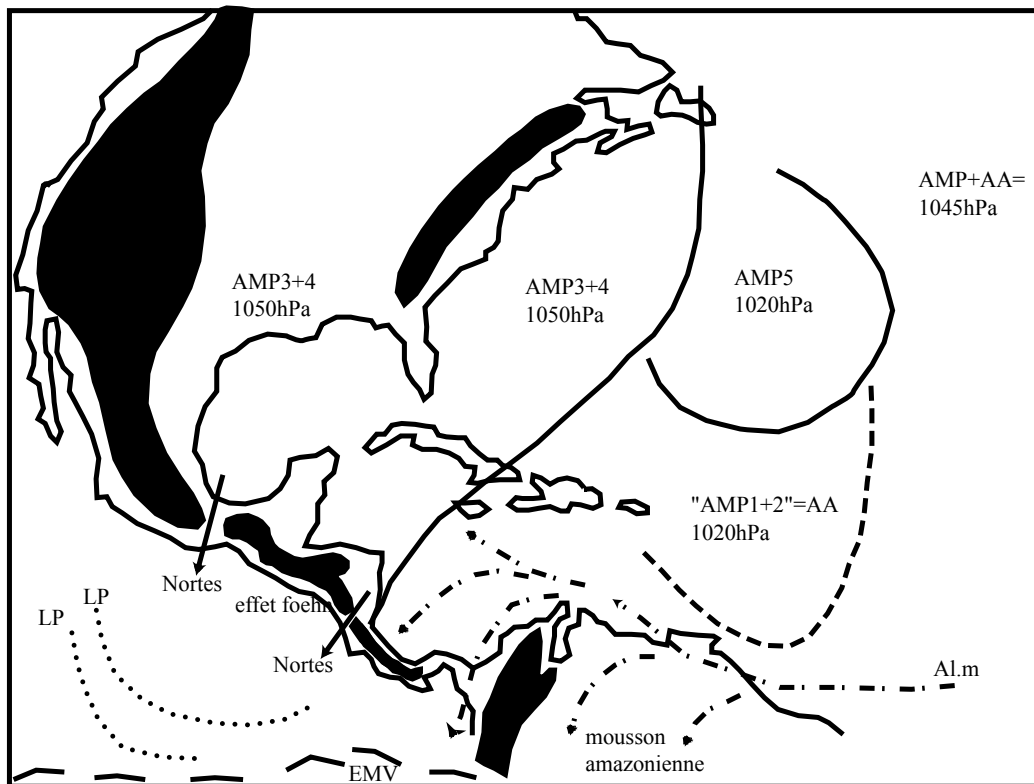 AMP+AA=
1045hPa
AMP3+4
1050hPa
AMP3+4
1050hPa
AMP5
1020hPa
"AMP1+2"=AA
1020hPa
Nortes
effet foehn
LP
LP
Nortes
Al.m
mousson
amazonienne
EMV